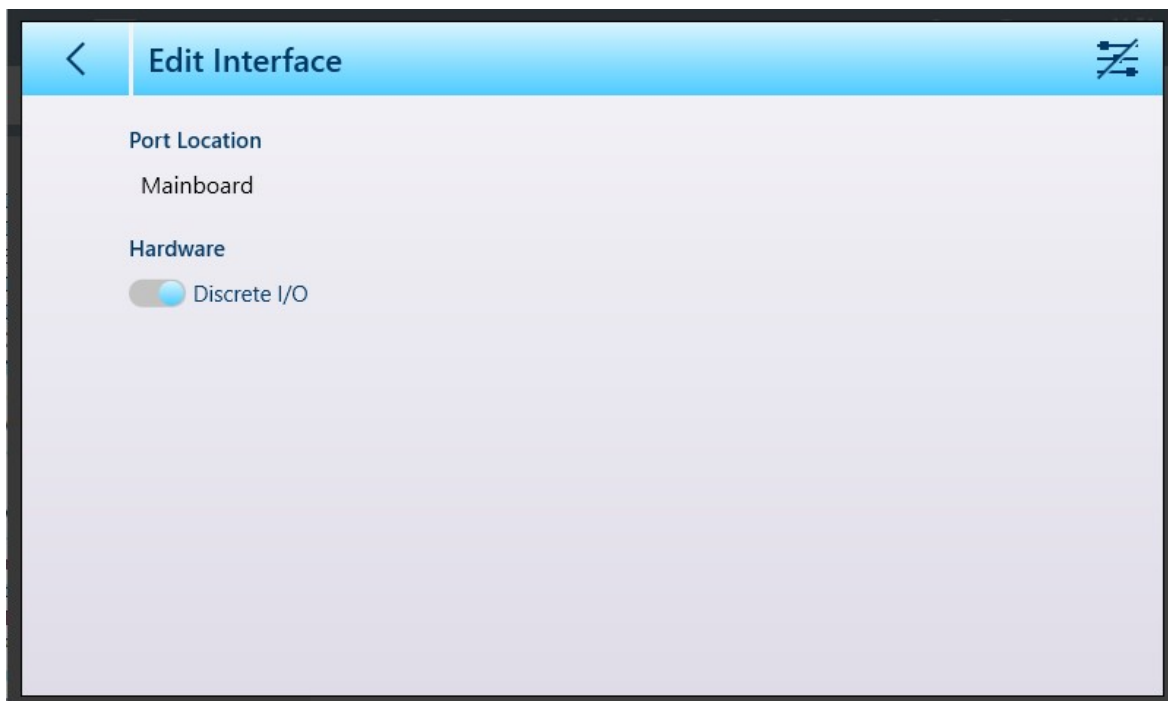 Edit Interface
Port Location
Mainboard
Hardware
Discrete I/O